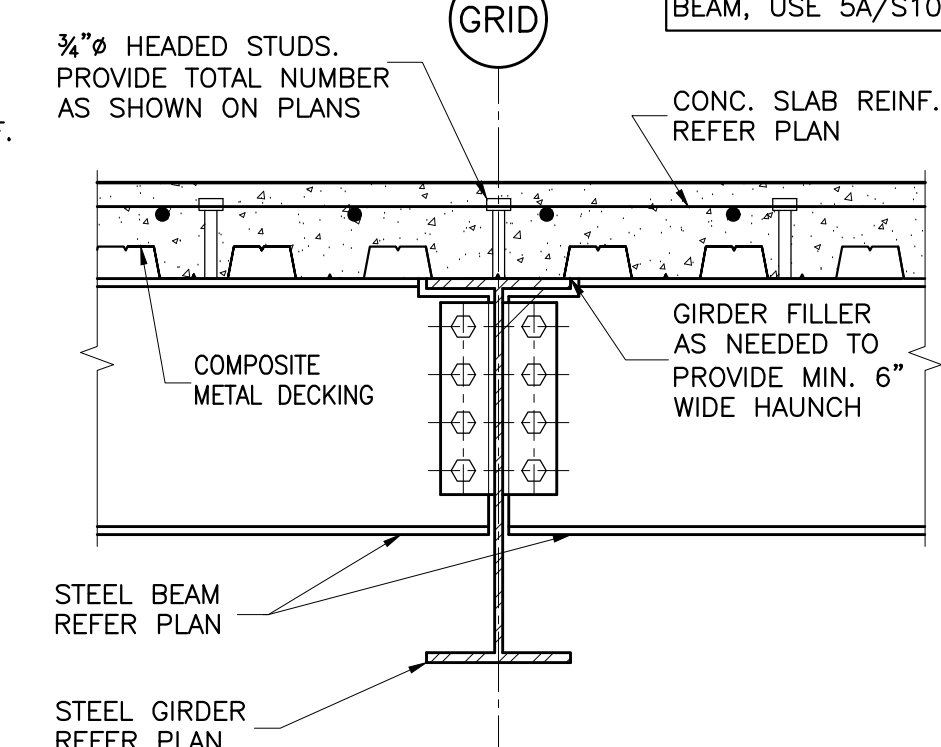 GRID
BEAM, USE 5A/S10
¾"ø HEADED STUDS.
PROVIDE TOTAL NUMBER
AS SHOWN ON PLANS
CONC. SLAB REINF.
REFER PLAN
COMPOSITE
METAL DECKING
GIRDER FILLER
AS NEEDED TO
PROVIDE MIN. 6"
WIDE HAUNCH
STEEL BEAM
REFER PLAN
STEEL GIRDER
REFER PLAN